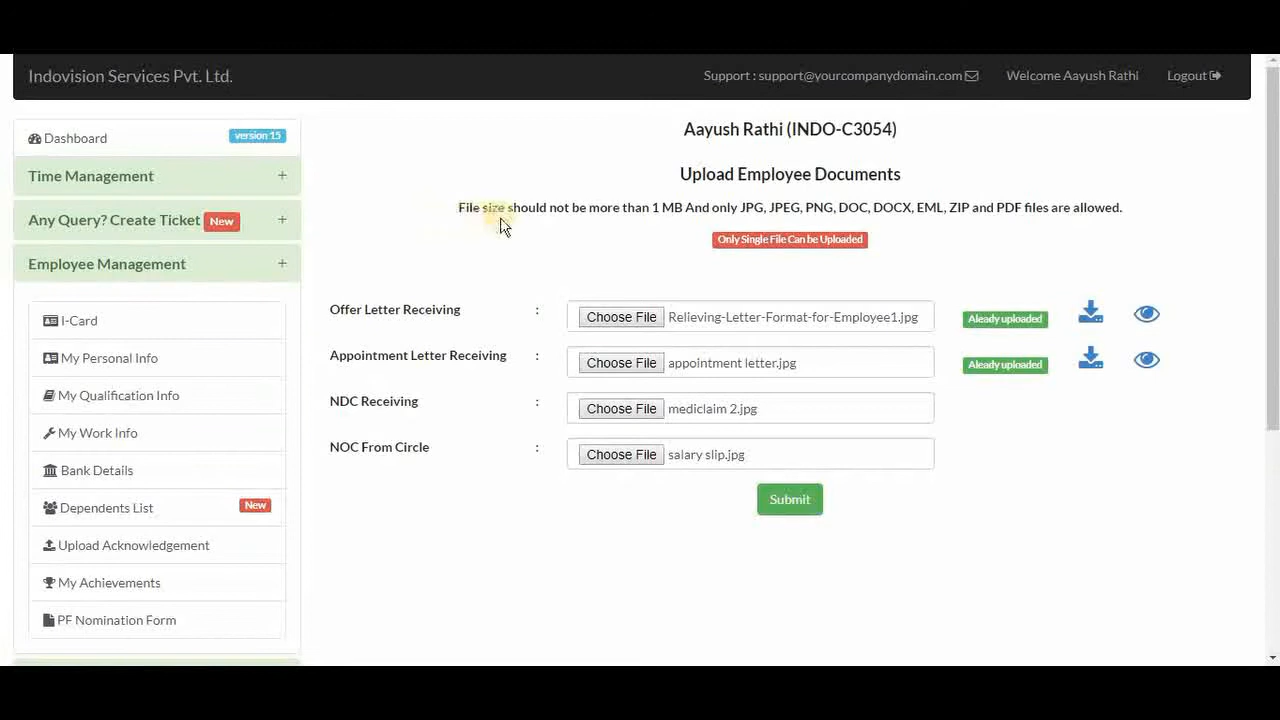 Indovision Services Pvt. Ltd.
Support : support@yourcompanydomain.com
Welcome Aayush Rathi
Logout
Dashboard
version 15
Time Management +
Any Query? Create Ticket New +
Employee Management +
I-Card
My Personal Info
My Qualification Info
My Work Info
Bank Details
Dependents List New
Upload Acknowledgement
My Achievements
PF Nomination Form
Aayush Rathi (INDO-C3054)
Upload Employee Documents
File size should not be more than 1 MB And only JPG, JPEG, PNG, DOC, DOCX, EML, ZIP and PDF files are allowed.
Only Single File Can be Uploaded
Offer Letter Receiving : Choose File Relieving-Letter-Format-for-Employee1.jpg Aleady uploaded
Appointment Letter Receiving : Choose File appointment letter.jpg Aleady uploaded
NDC Receiving : Choose File mediclaim 2.jpg
NOC From Circle : Choose File salary slip.jpg
Submit